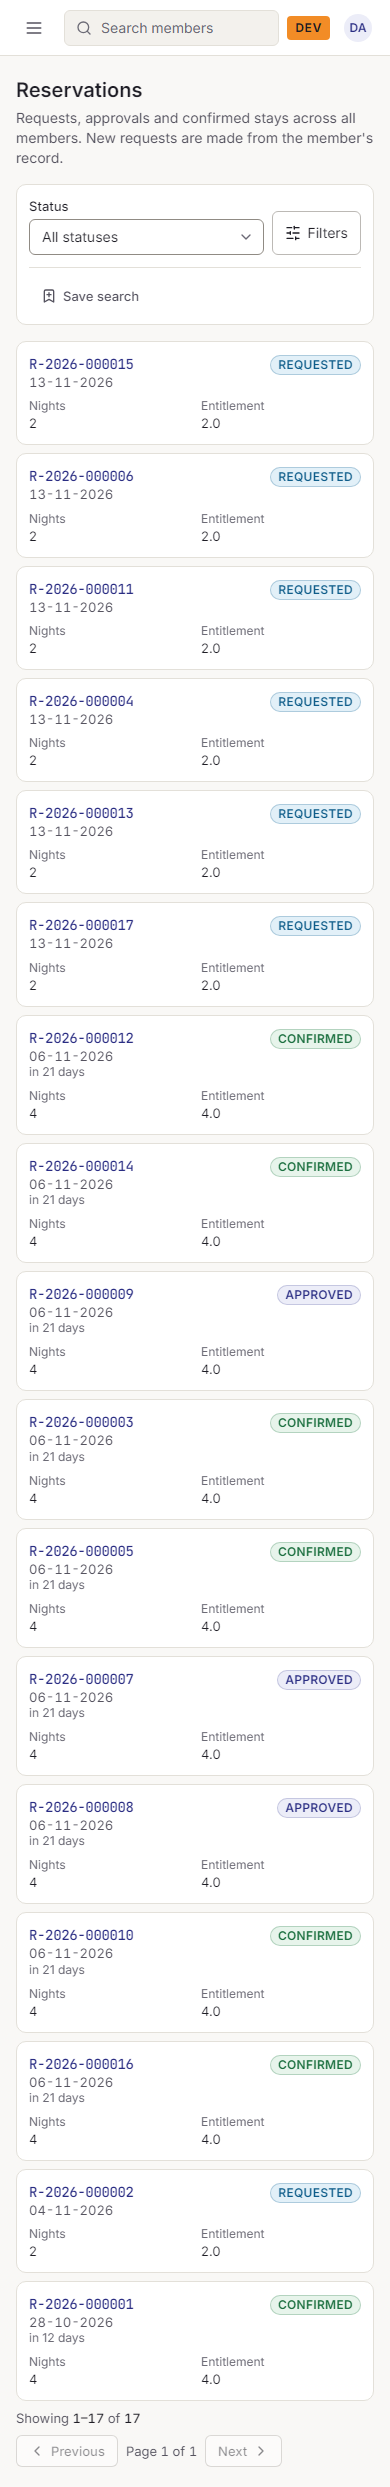 Search members
DEV
DA
Reservations
Requests, approvals and confirmed stays across all
members. New requests are made from the member's
record.
Status
All statuses
Filters
Save search
R-2026-000015 REQUESTED
13-11-2026
Nights Entitlement
2 2.0
R-2026-000006 REQUESTED
13-11-2026
Nights Entitlement
2 2.0
R-2026-000011 REQUESTED
13-11-2026
Nights Entitlement
2 2.0
R-2026-000004 REQUESTED
13-11-2026
Nights Entitlement
2 2.0
R-2026-000013 REQUESTED
13-11-2026
Nights Entitlement
2 2.0
R-2026-000017 REQUESTED
13-11-2026
Nights Entitlement
2 2.0
R-2026-000012 CONFIRMED
06-11-2026
in 21 days
Nights Entitlement
4 4.0
R-2026-000014 CONFIRMED
06-11-2026
in 21 days
Nights Entitlement
4 4.0
R-2026-000009 APPROVED
06-11-2026
in 21 days
Nights Entitlement
4 4.0
R-2026-000003 CONFIRMED
06-11-2026
in 21 days
Nights Entitlement
4 4.0
R-2026-000005 CONFIRMED
06-11-2026
in 21 days
Nights Entitlement
4 4.0
R-2026-000007 APPROVED
06-11-2026
in 21 days
Nights Entitlement
4 4.0
R-2026-000008 APPROVED
06-11-2026
in 21 days
Nights Entitlement
4 4.0
R-2026-000010 CONFIRMED
06-11-2026
in 21 days
Nights Entitlement
4 4.0
R-2026-000016 CONFIRMED
06-11-2026
in 21 days
Nights Entitlement
4 4.0
R-2026-000002 REQUESTED
04-11-2026
Nights Entitlement
2 2.0
R-2026-000001 CONFIRMED
28-10-2026
in 12 days
Nights Entitlement
4 4.0
Showing 1–17 of 17
Previous Page 1 of 1 Next